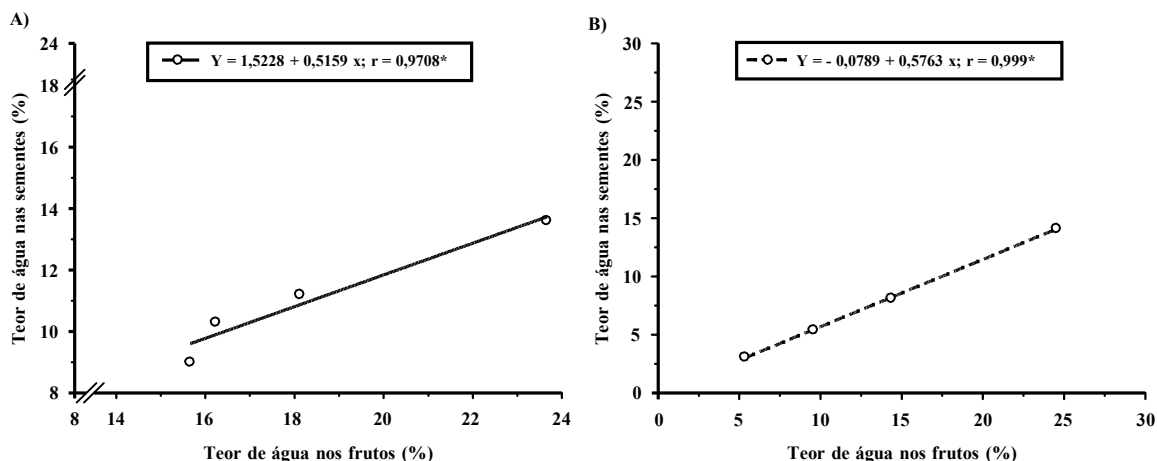 A)
Y = 1,5228 + 0,5159 x; r = 0,9708*
Teor de água nas sementes (%)
24
18
16
14
12
10
8
8 14 16 18 20 22 24
Teor de água nos frutos (%)
B)
Y = - 0,0789 + 0,5763 x; r = 0,999*
Teor de água nas sementes (%)
30
25
20
15
10
5
0
0 5 10 15 20 25 30
Teor de água nos frutos (%)